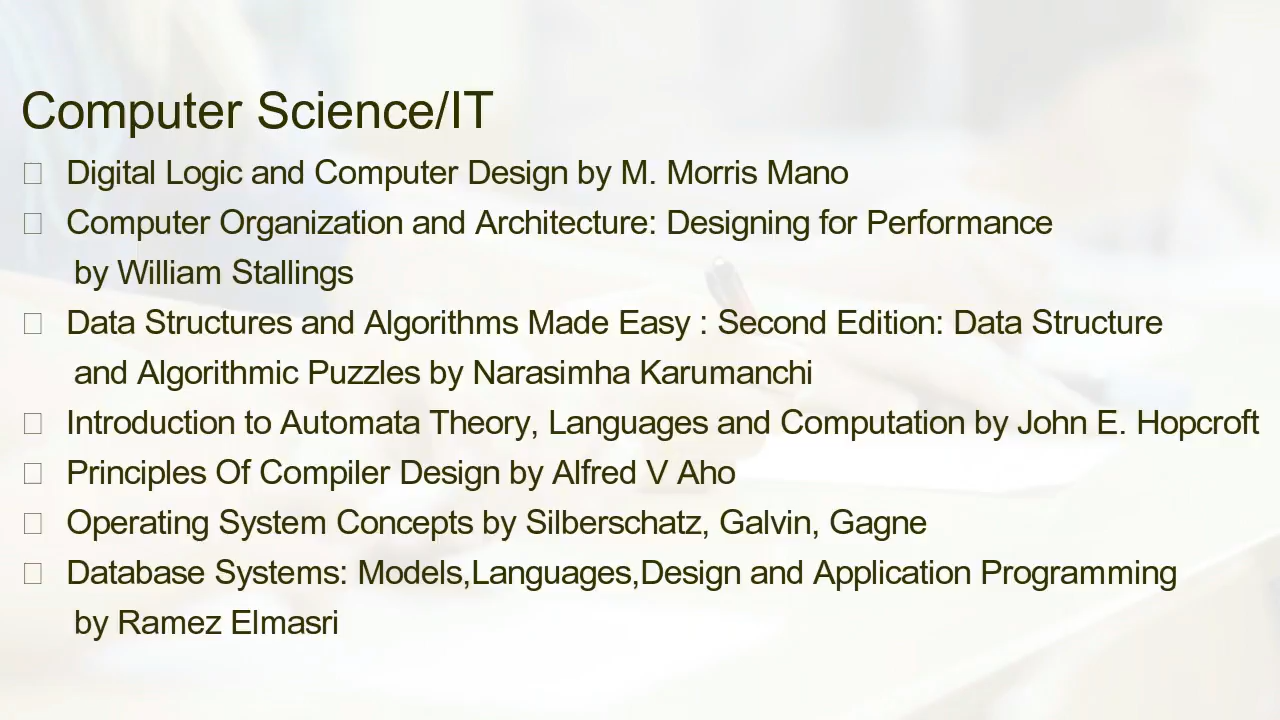 Computer Science/IT
□ Digital Logic and Computer Design by M. Morris Mano
□ Computer Organization and Architecture: Designing for Performance
by William Stallings
□ Data Structures and Algorithms Made Easy : Second Edition: Data Structure
and Algorithmic Puzzles by Narasimha Karumanchi
□ Introduction to Automata Theory, Languages and Computation by John E. Hopcroft
□ Principles Of Compiler Design by Alfred V Aho
□ Operating System Concepts by Silberschatz, Galvin, Gagne
□ Database Systems: Models,Languages,Design and Application Programming
by Ramez Elmasri